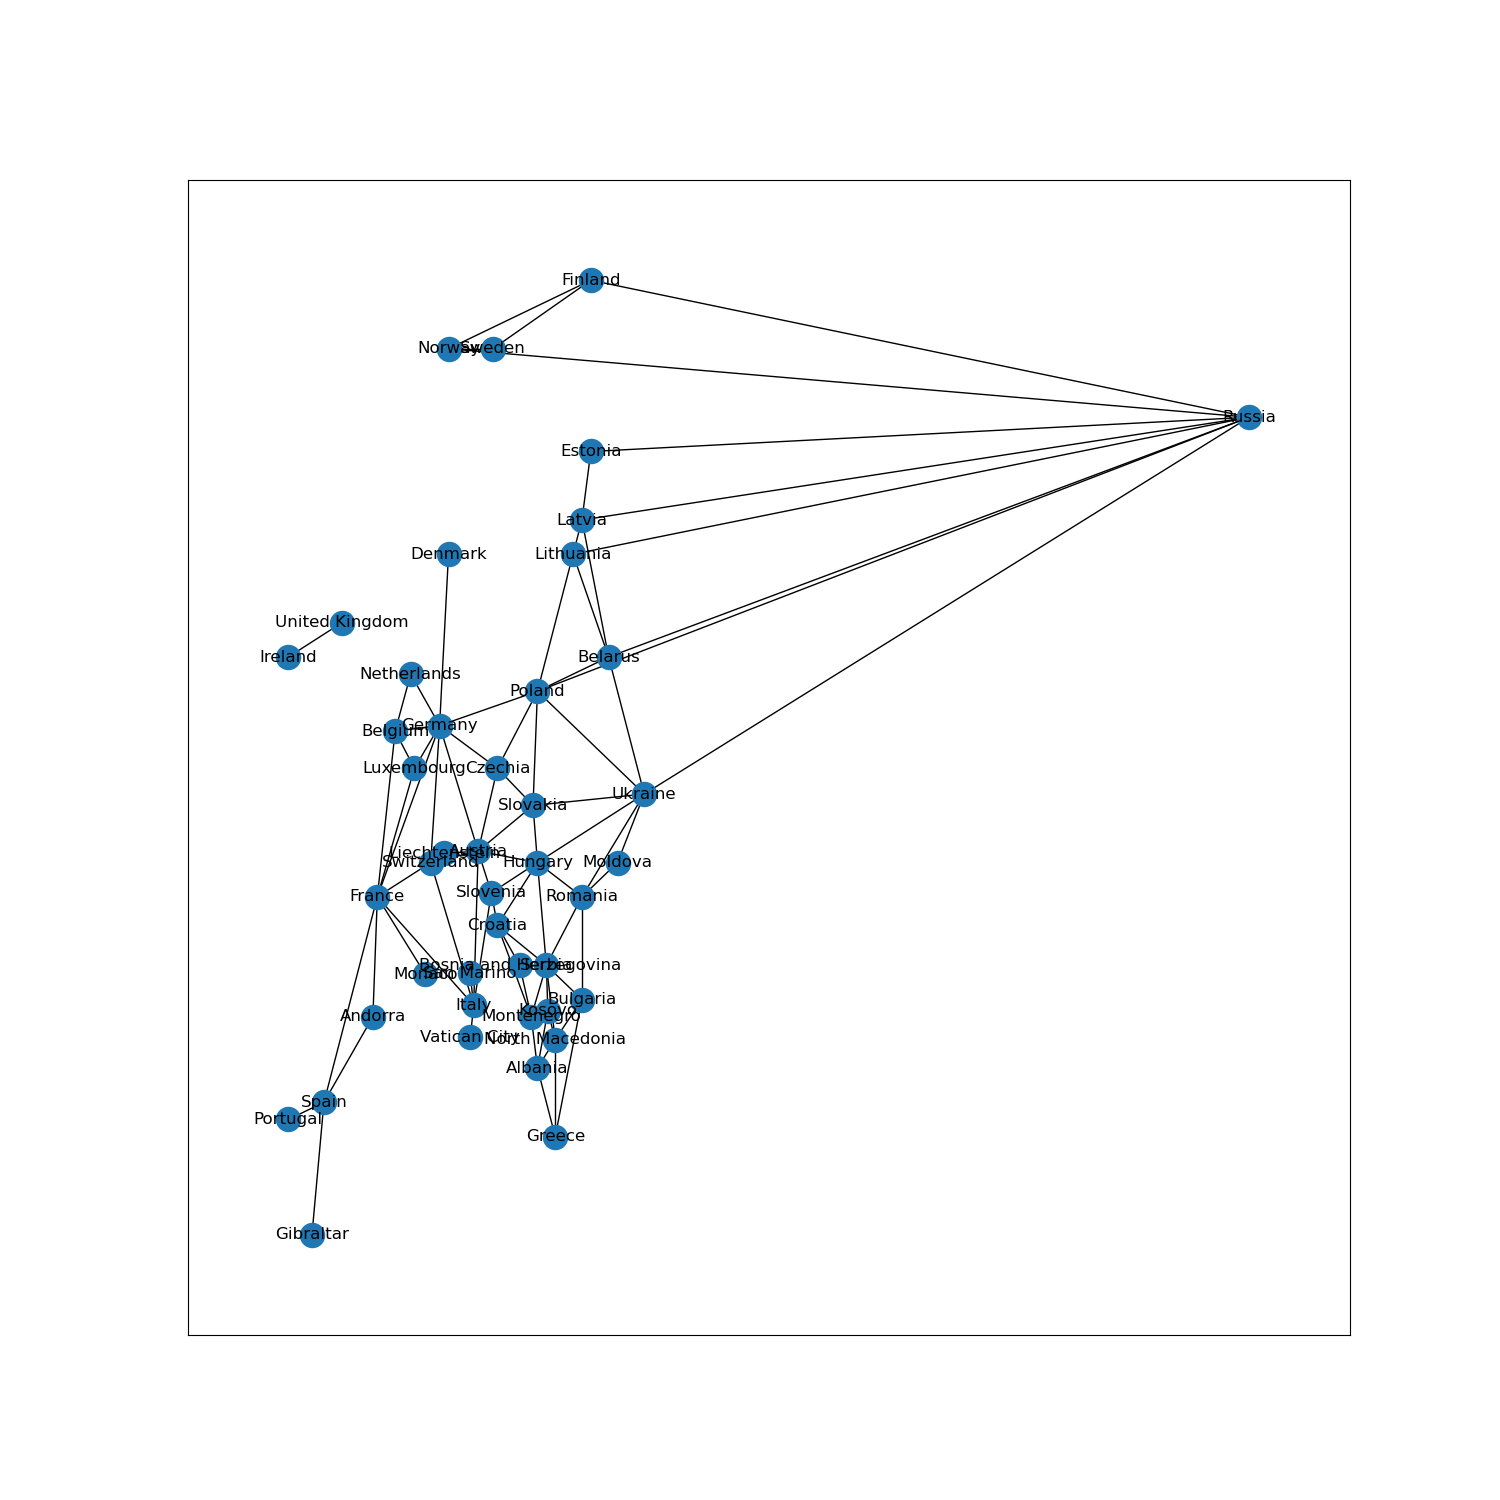 Finland
Norway
Sweden
Russia
Estonia
Latvia
Denmark
Lithuania
United Kingdom
Ireland
Belarus
Netherlands
Poland
Belgium
Germany
Luxembourg
Czechia
Ukraine
Slovakia
Liechtenstein
Austria
Switzerland
Hungary
Moldova
France
Slovenia
Romania
Croatia
Bosnia and Herzegovina
Serbia
Monaco
San Marino
Bulgaria
Italy
Kosovo
Andorra
Montenegro
Vatican City
North Macedonia
Albania
Spain
Portugal
Greece
Gibraltar